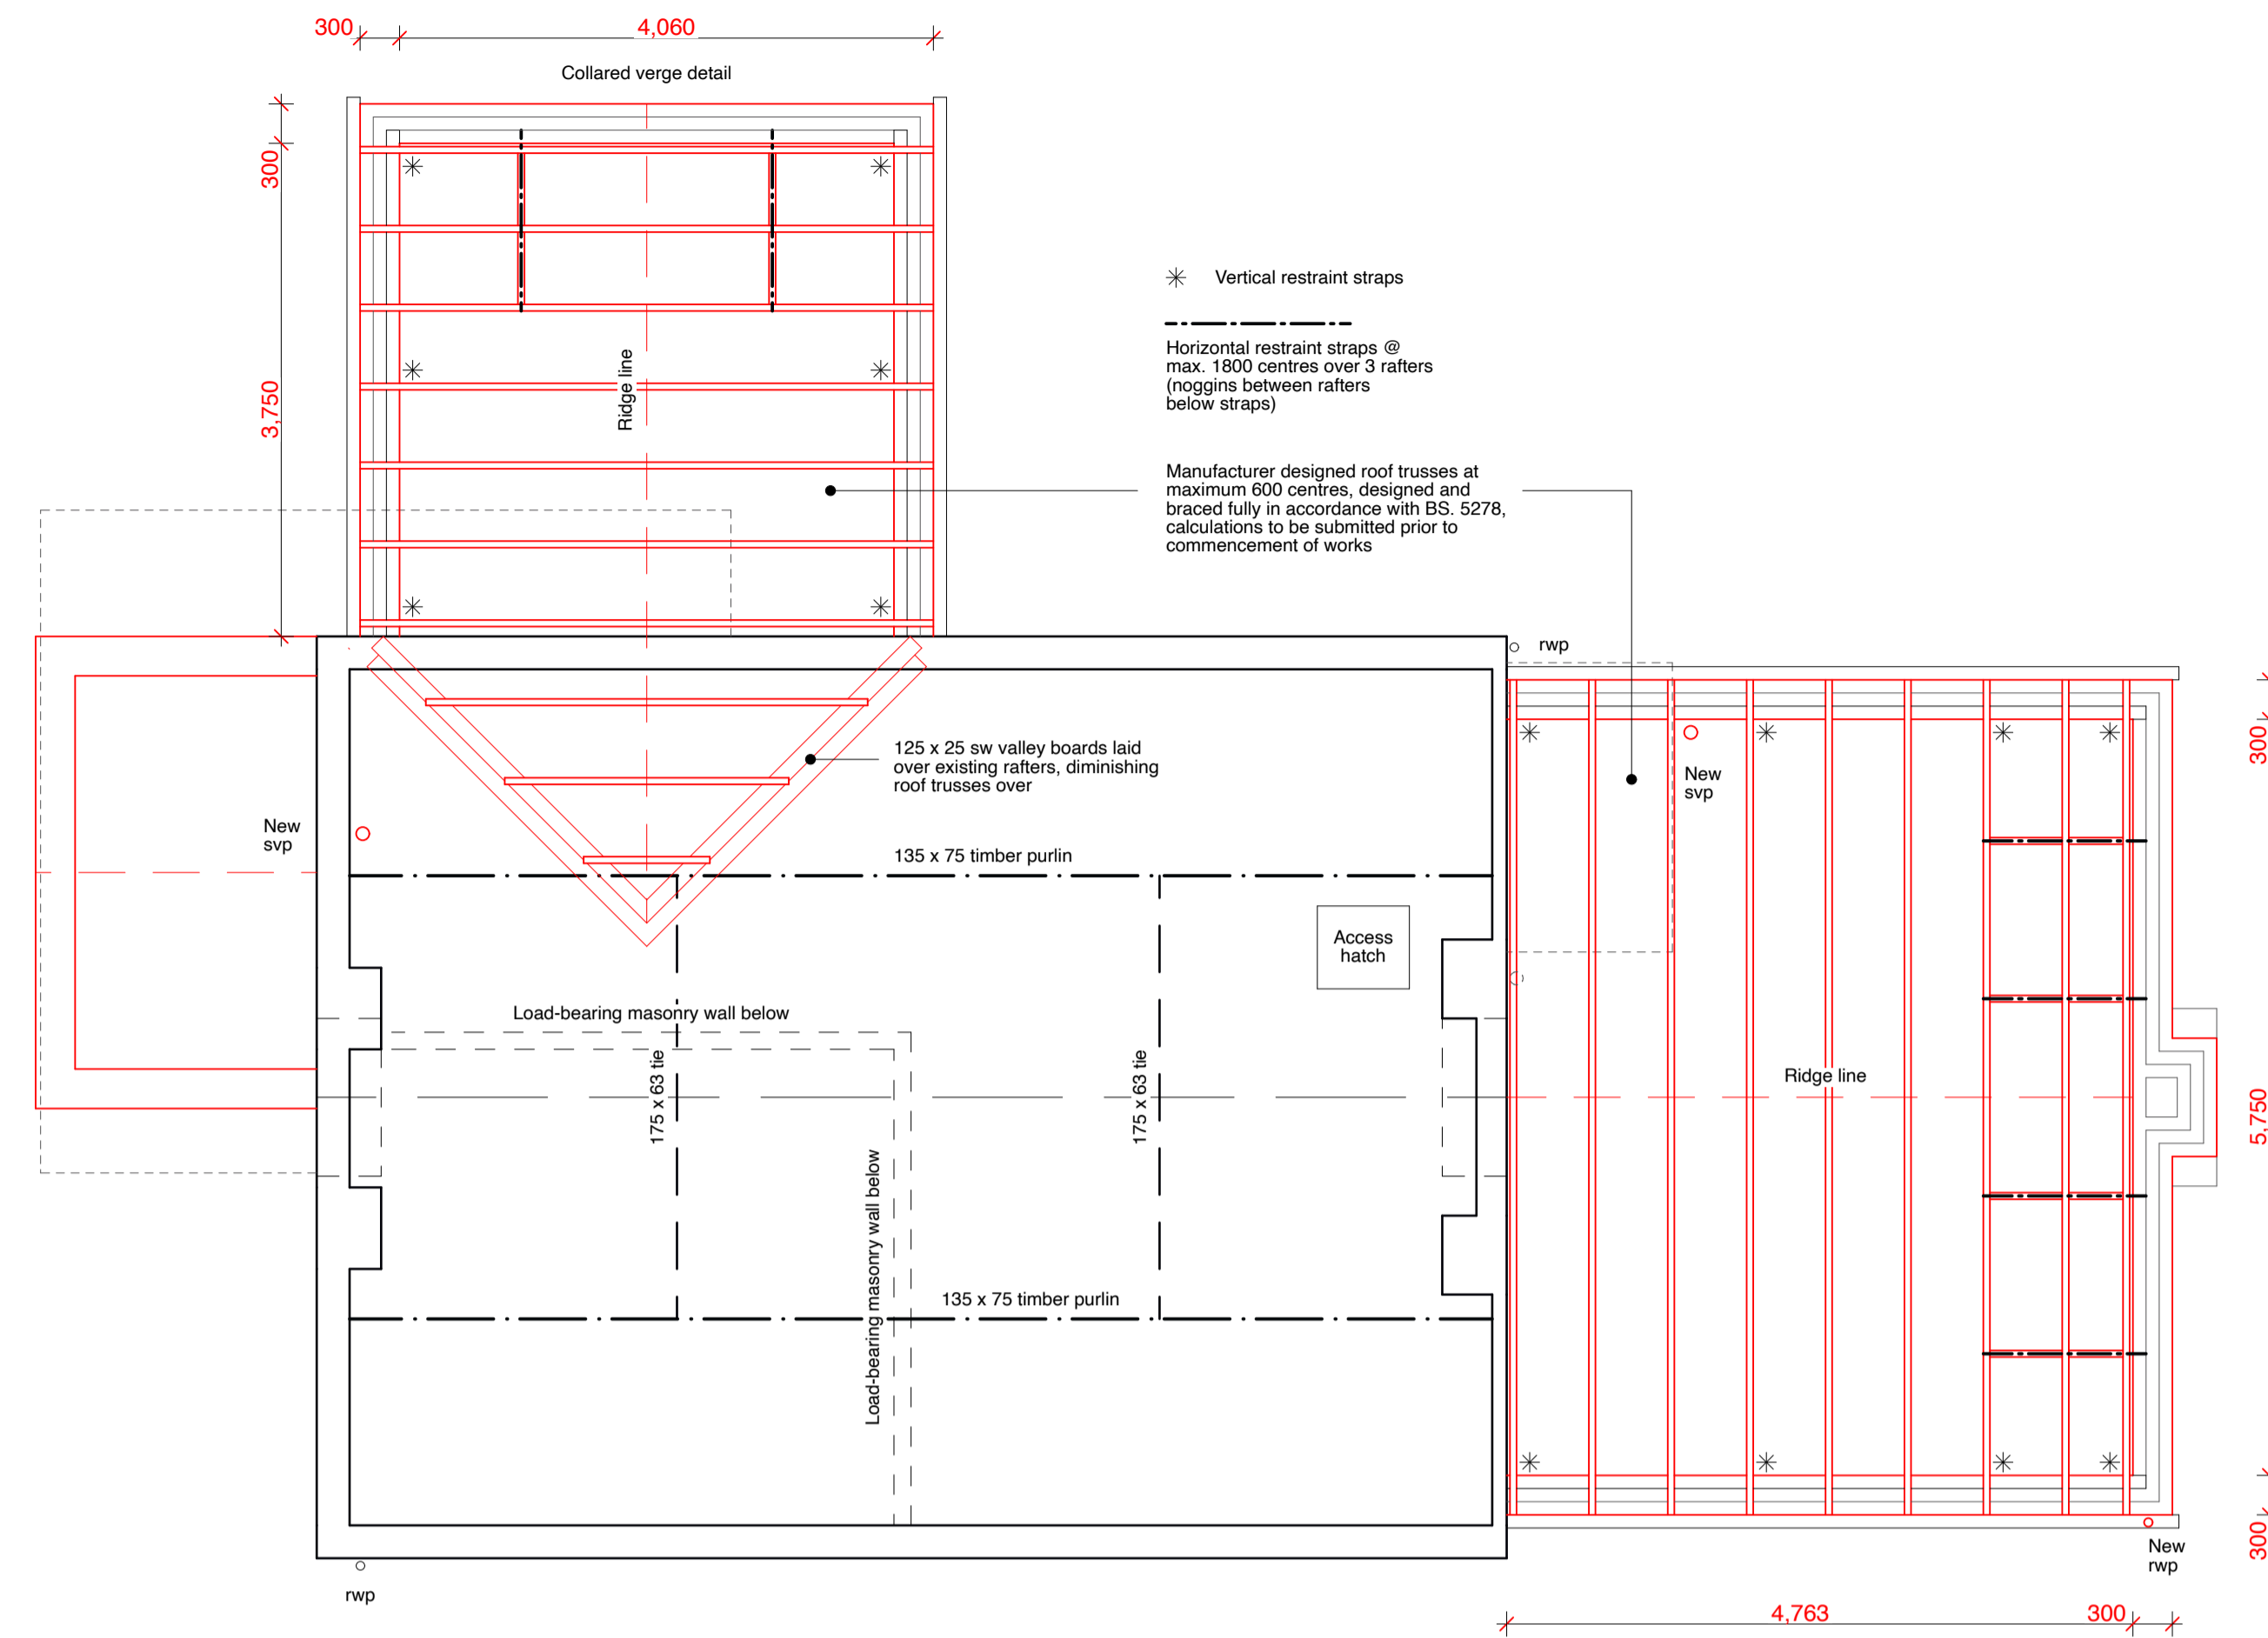 300
4,060
Collared verge detail
300
3,750
Ridge line
Vertical restraint straps
Horizontal restraint straps @
max. 1800 centres over 3 rafters
(noggins between rafters
below straps)
Manufacturer designed roof trusses at
maximum 600 centres, designed and
braced fully in accordance with BS. 5278,
calculations to be submitted prior to
commencement of works
rwp
125 x 25 sw valley boards laid
over existing rafters, diminishing
roof trusses over
New
svp
New
svp
300
135 x 75 timber purlin
Access
hatch
Load-bearing masonry wall below
175 x 63 tie
175 x 63 tie
Ridge line
5,750
Load-bearing masonry wall below
135 x 75 timber purlin
300
New
rwp
rwp
4,763
300